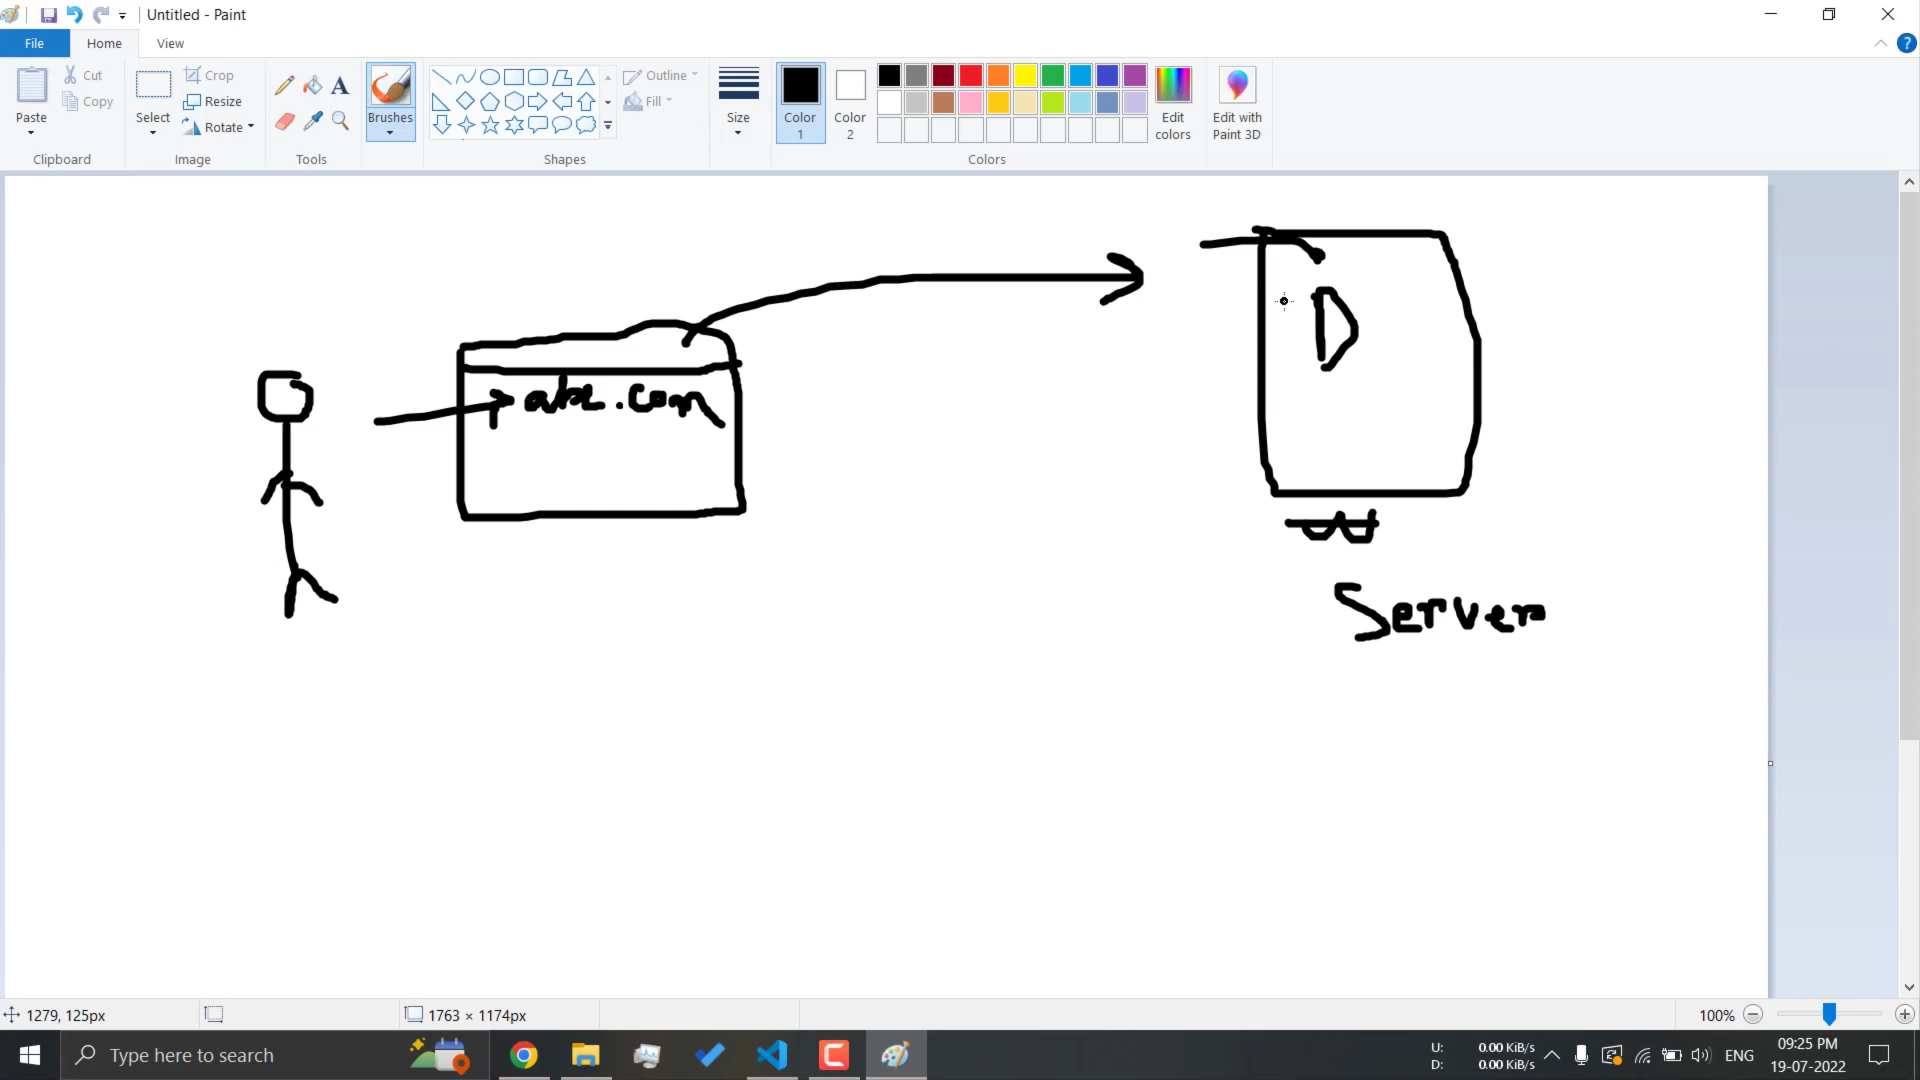 Untitled - Paint
File Home View
Paste
Cut
Copy
Clipboard
Select
Crop
Resize
Rotate
Image
Tools
Brushes
Outline
Fill
Shapes
Size
Color 1
Color 2
Edit colors
Edit with Paint 3D
Colors
abc.com
D
Server
1279, 125px
1763 × 1174px
100%
Type here to search
U: 0.00 KiB/s
D: 0.00 KiB/s
ENG
09:25 PM
19-07-2022